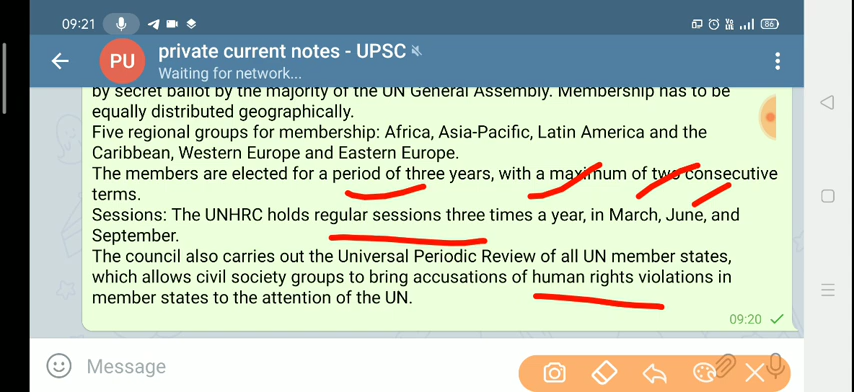 09:21
86
PU
private current notes - UPSC
Waiting for network...
by secret ballot by the majority of the UN General Assembly. Membership has to be
equally distributed geographically.
Five regional groups for membership: Africa, Asia-Pacific, Latin America and the
Caribbean, Western Europe and Eastern Europe.
The members are elected for a period of three years, with a maximum of two consecutive
terms.
Sessions: The UNHRC holds regular sessions three times a year, in March, June, and
September.
The council also carries out the Universal Periodic Review of all UN member states,
which allows civil society groups to bring accusations of human rights violations in
member states to the attention of the UN.
09:20
Message